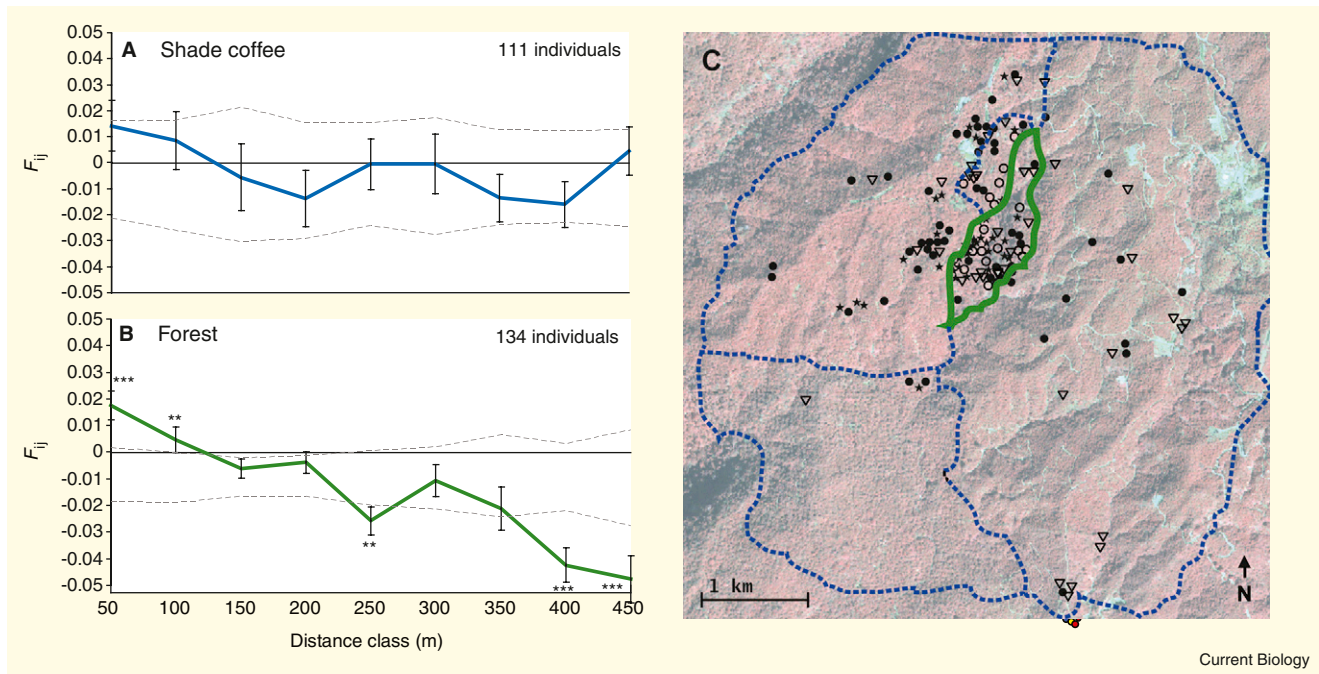 A Shade coffee 111 individuals
0.05
0.04
0.03
0.02
0.01
0
-0.01
-0.02
-0.03
-0.04
-0.05
Fij
B Forest 134 individuals
0.05
0.04
0.03
0.02
0.01
0
-0.01
-0.02
-0.03
-0.04
-0.05
Fij
***
**
**
***
***
50 100 150 200 250 300 350 400 450
Distance class (m)
C
1 km
N
Current Biology